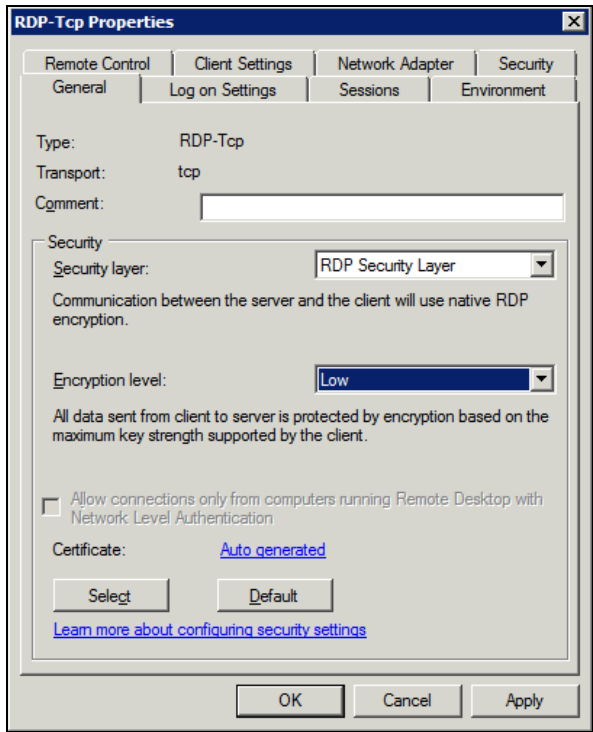 RDP-Tcp Properties
Remote Control Client Settings Network Adapter Security
General Log on Settings Sessions Environment
Type: RDP-Tcp
Transport: tcp
Comment:
Security
Security layer: RDP Security Layer
Communication between the server and the client will use native RDP
encryption.
Encryption level: Low
All data sent from client to server is protected by encryption based on the
maximum key strength supported by the client.
Allow connections only from computers running Remote Desktop with
Network Level Authentication
Certificate: Auto generated
Select Default
Learn more about configuring security settings
OK Cancel Apply